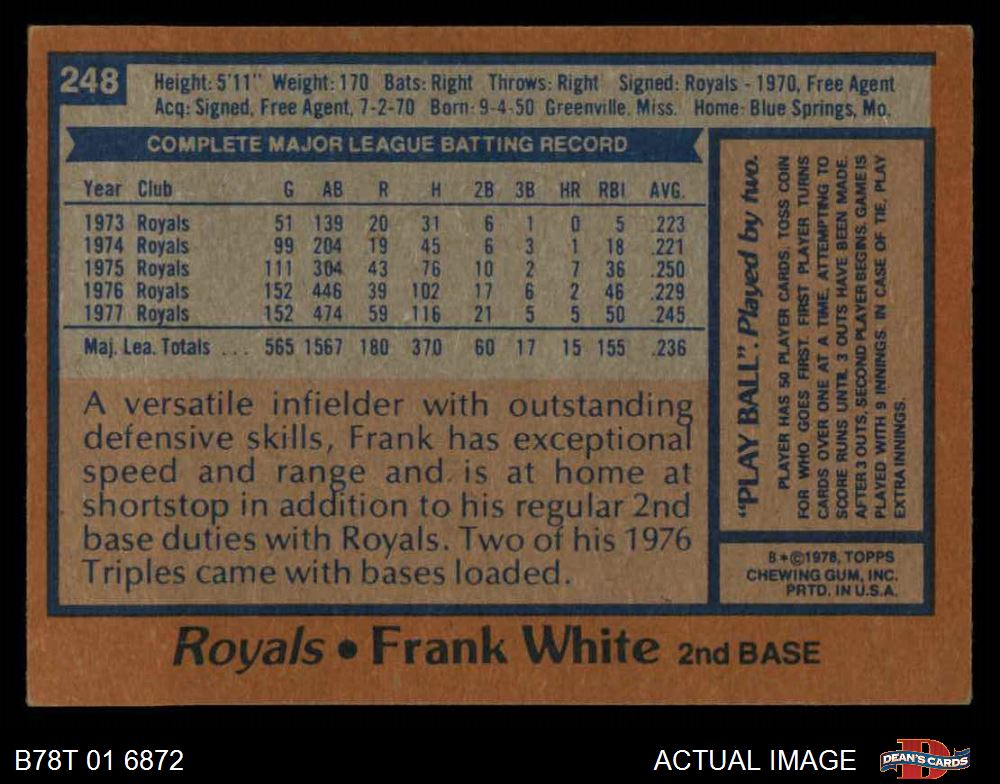 248
Height: 5'11" Weight: 170 Bats: Right Throws: Right Signed: Royals - 1970, Free Agent
Acq: Signed, Free Agent, 7-2-70 Born: 9-4-50 Greenville, Miss. Home: Blue Springs, Mo.
COMPLETE MAJOR LEAGUE BATTING RECORD
Year Club G AB R H 2B 3B HR RBI AVG.
1973 Royals 51 139 20 31 6 1 0 5 .223
1974 Royals 99 204 19 45 6 3 1 18 .221
1975 Royals 111 304 43 76 10 2 7 36 .250
1976 Royals 152 446 39 102 17 6 2 46 .229
1977 Royals 152 474 59 116 21 5 5 50 .245
Maj. Lea. Totals ... 565 1567 180 370 60 17 15 155 .236
A versatile infielder with outstanding
defensive skills, Frank has exceptional
speed and range and is at home at
shortstop in addition to his regular 2nd
base duties with Royals. Two of his 1976
Triples came with bases loaded.
"PLAY BALL". Played by two.
PLAYER HAS 50 PLAYER CARDS. TOSS COIN
FOR WHO GOES FIRST. FIRST PLAYER TURNS
CARDS OVER ONE AT A TIME, ATTEMPTING TO
SCORE RUNS UNTIL 3 OUTS HAVE BEEN MADE.
AFTER 3 OUTS, SECOND PLAYER BEGINS. GAME IS
PLAYED WITH 9 INNINGS. IN CASE OF TIE, PLAY
EXTRA INNINGS.
B*©1978, TOPPS
CHEWING GUM, INC.
PRTD. IN U.S.A.
Royals • Frank White 2nd BASE
B78T 01 6872
ACTUAL IMAGE
DEAN'S CARDS